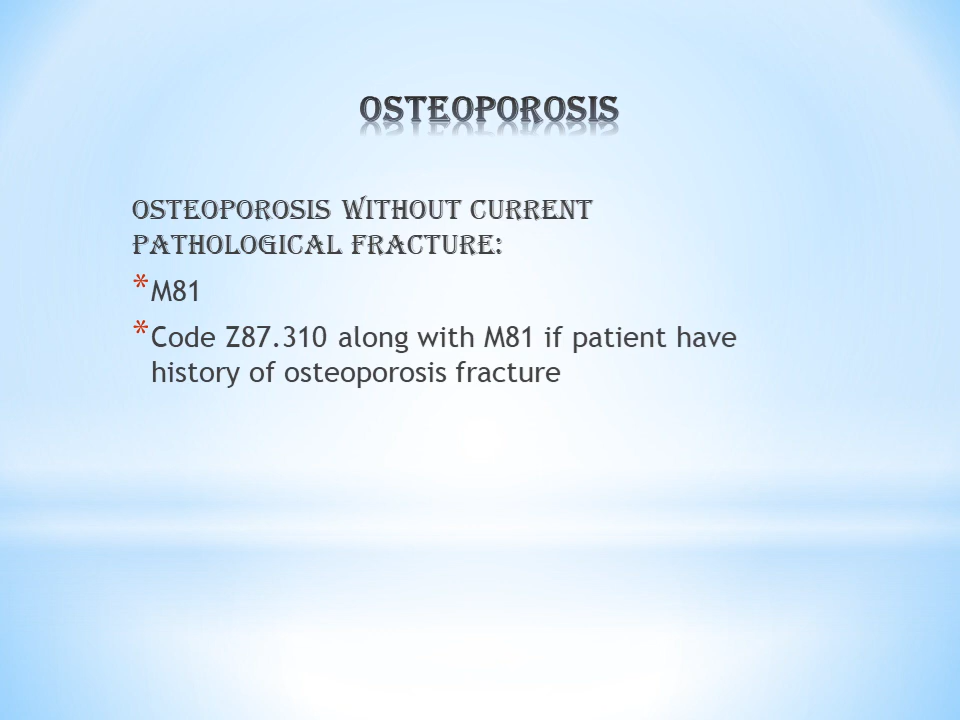 OSTEOPOROSIS
OSTEOPOROSIS WITHOUT CURRENT
PATHOLOGICAL FRACTURE:
* M81
* Code Z87.310 along with M81 if patient have
history of osteoporosis fracture